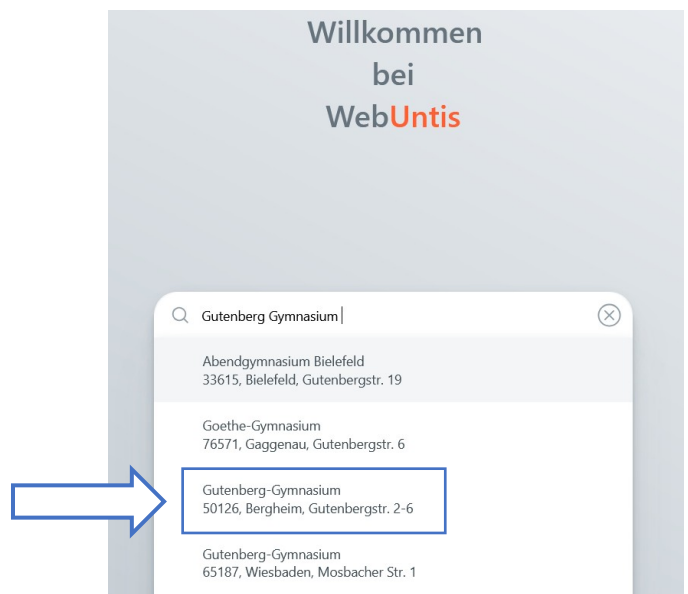 Willkommen
bei
WebUntis
Gutenberg Gymnasium
Abendgymnasium Bielefeld
33615, Bielefeld, Gutenbergstr. 19
Goethe-Gymnasium
76571, Gaggenau, Gutenbergstr. 6
Gutenberg-Gymnasium
50126, Bergheim, Gutenbergstr. 2-6
Gutenberg-Gymnasium
65187, Wiesbaden, Mosbacher Str. 1